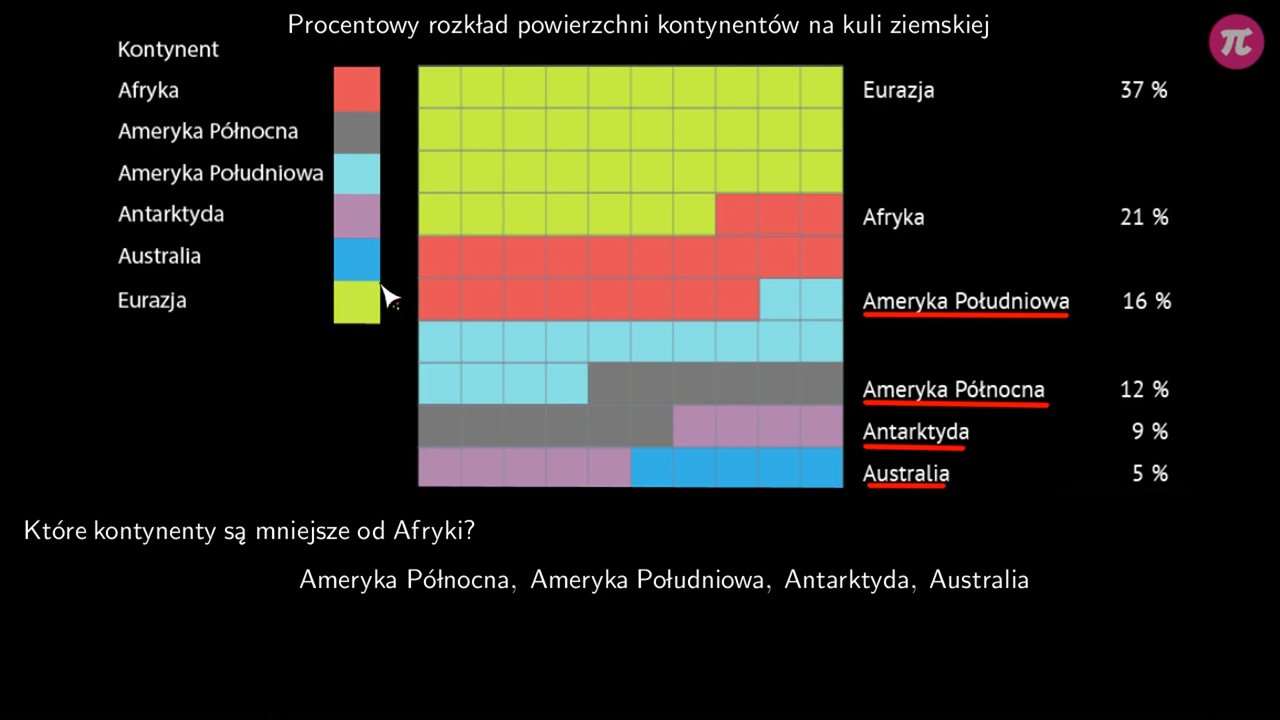 Procentowy rozkład powierzchni kontynentów na kuli ziemskiej
π
Kontynent
Afryka
Ameryka Północna
Ameryka Południowa
Antarktyda
Australia
Eurazja
Eurazja 37 %
Afryka 21 %
Ameryka Południowa 16 %
Ameryka Północna 12 %
Antarktyda 9 %
Australia 5 %
Które kontynenty są mniejsze od Afryki?
Ameryka Północna, Ameryka Południowa, Antarktyda, Australia